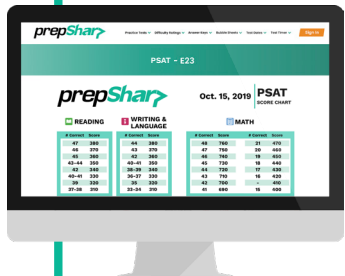 prepSharp
Practice Tests Difficulty Ratings Answer Keys Bubble Sheets Test Dates Test Timer Sign In
PSAT - E23
prepSharp
Oct. 15, 2019 PSAT
SCORE CHART
READING
# Correct Score
47 380
46 370
45 360
43-44 350
42 340
40-41 330
39 320
37-38 310
WRITING &
LANGUAGE
# Correct Score
44 380
43 370
42 360
40-41 350
38-39 340
36-37 330
35 320
33-34 310
MATH
# Correct Score # Correct Score
48 760 21 470
47 750 20 460
46 740 19 450
45 730 18 440
44 720 17 430
43 710 16 420
42 700 - 410
41 690 15 400